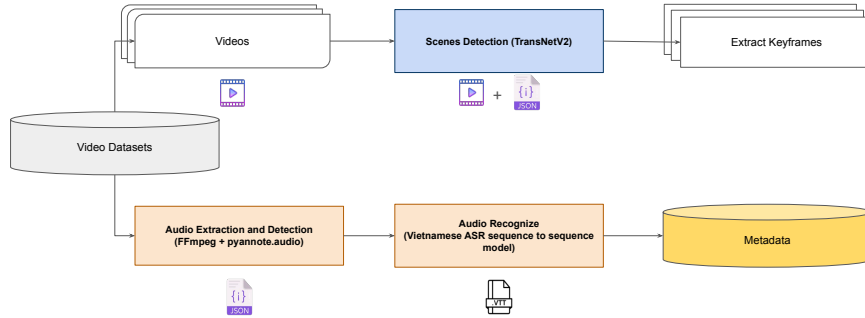 Videos
Scenes Detection (TransNetV2)
Extract Keyframes
+
{i}
JSON
Video Datasets
Audio Extraction and Detection
(FFmpeg + pyannote.audio)
Audio Recognize
(Vietnamese ASR sequence to sequence
model)
Metadata
{i}
JSON
.VTT